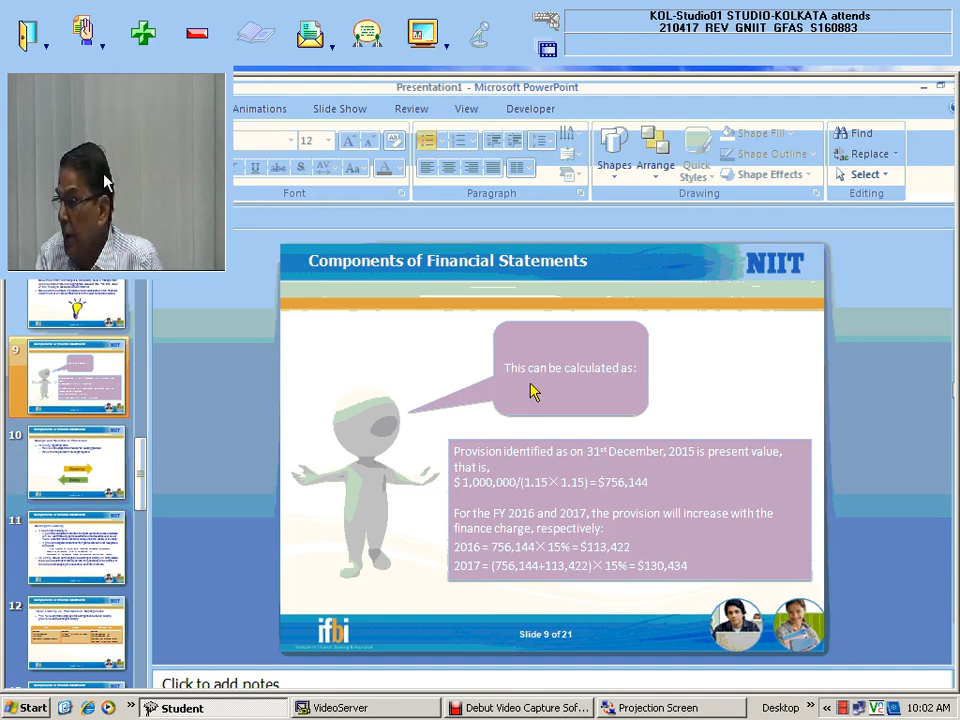 KOL-Studio01 STUDIO-KOLKATA attends
210417_REV_GNIIT_GFAS_S160883
Presentation1 - Microsoft PowerPoint
Animations Slide Show Review View Developer
12
Shapes Arrange Quick Styles
Shape Fill
Shape Outline
Shape Effects
Find
Replace
Select
Font Paragraph Drawing Editing
Components of Financial Statements
NIIT
This can be calculated as:
Provision identified as on 31st December, 2015 is present value,
that is,
$ 1,000,000/(1.15×1.15) = $756,144
For the FY 2016 and 2017, the provision will increase with the
finance charge, respectively:
2016 = 756,144×15% = $113,422
2017 = (756,144+113,422)×15% = $130,434
ifbi
Slide 9 of 21
9
10
11
12
Click to add notes
Start
Student
VideoServer
Debut Video Capture Sof...
Projection Screen
Desktop
10:02 AM